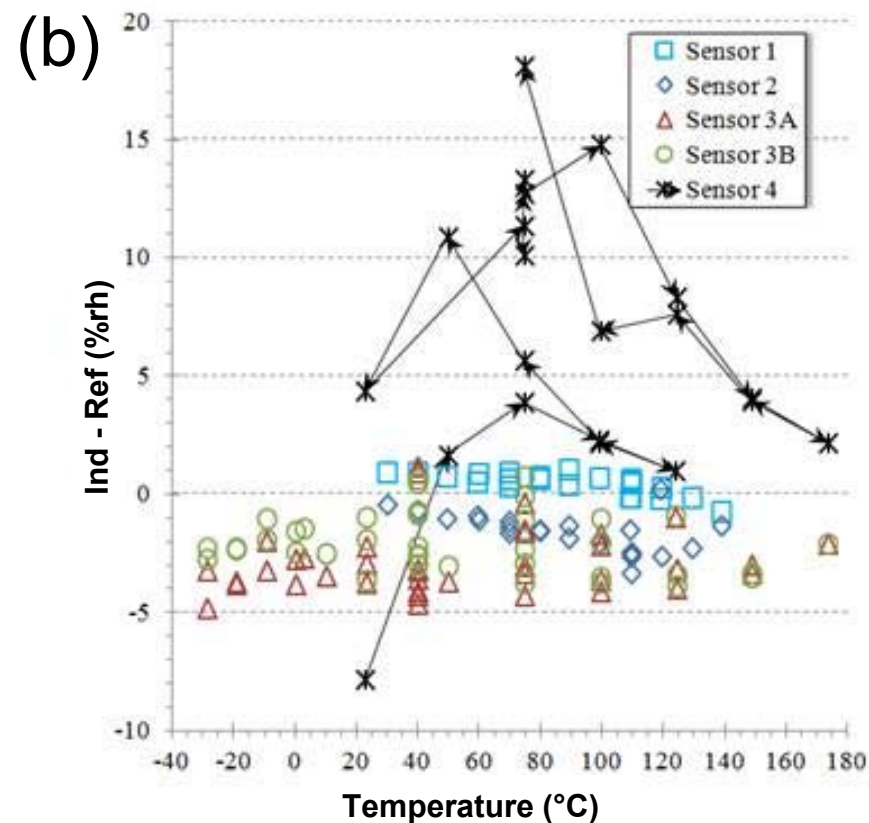 (b)
20
15
10
5
0
-5
-10
Ind - Ref (%rh)
Sensor 1
Sensor 2
Sensor 3A
Sensor 3B
Sensor 4
-40 -20 0 20 40 60 80 100 120 140 160 180
Temperature (°C)